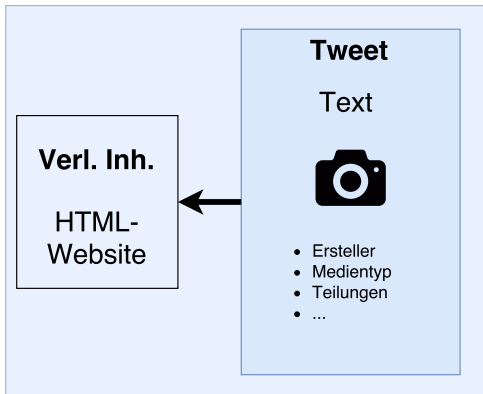 Tweet
Text
Verl. Inh.
HTML-
Website
• Ersteller
• Medientyp
• Teilungen
• ...